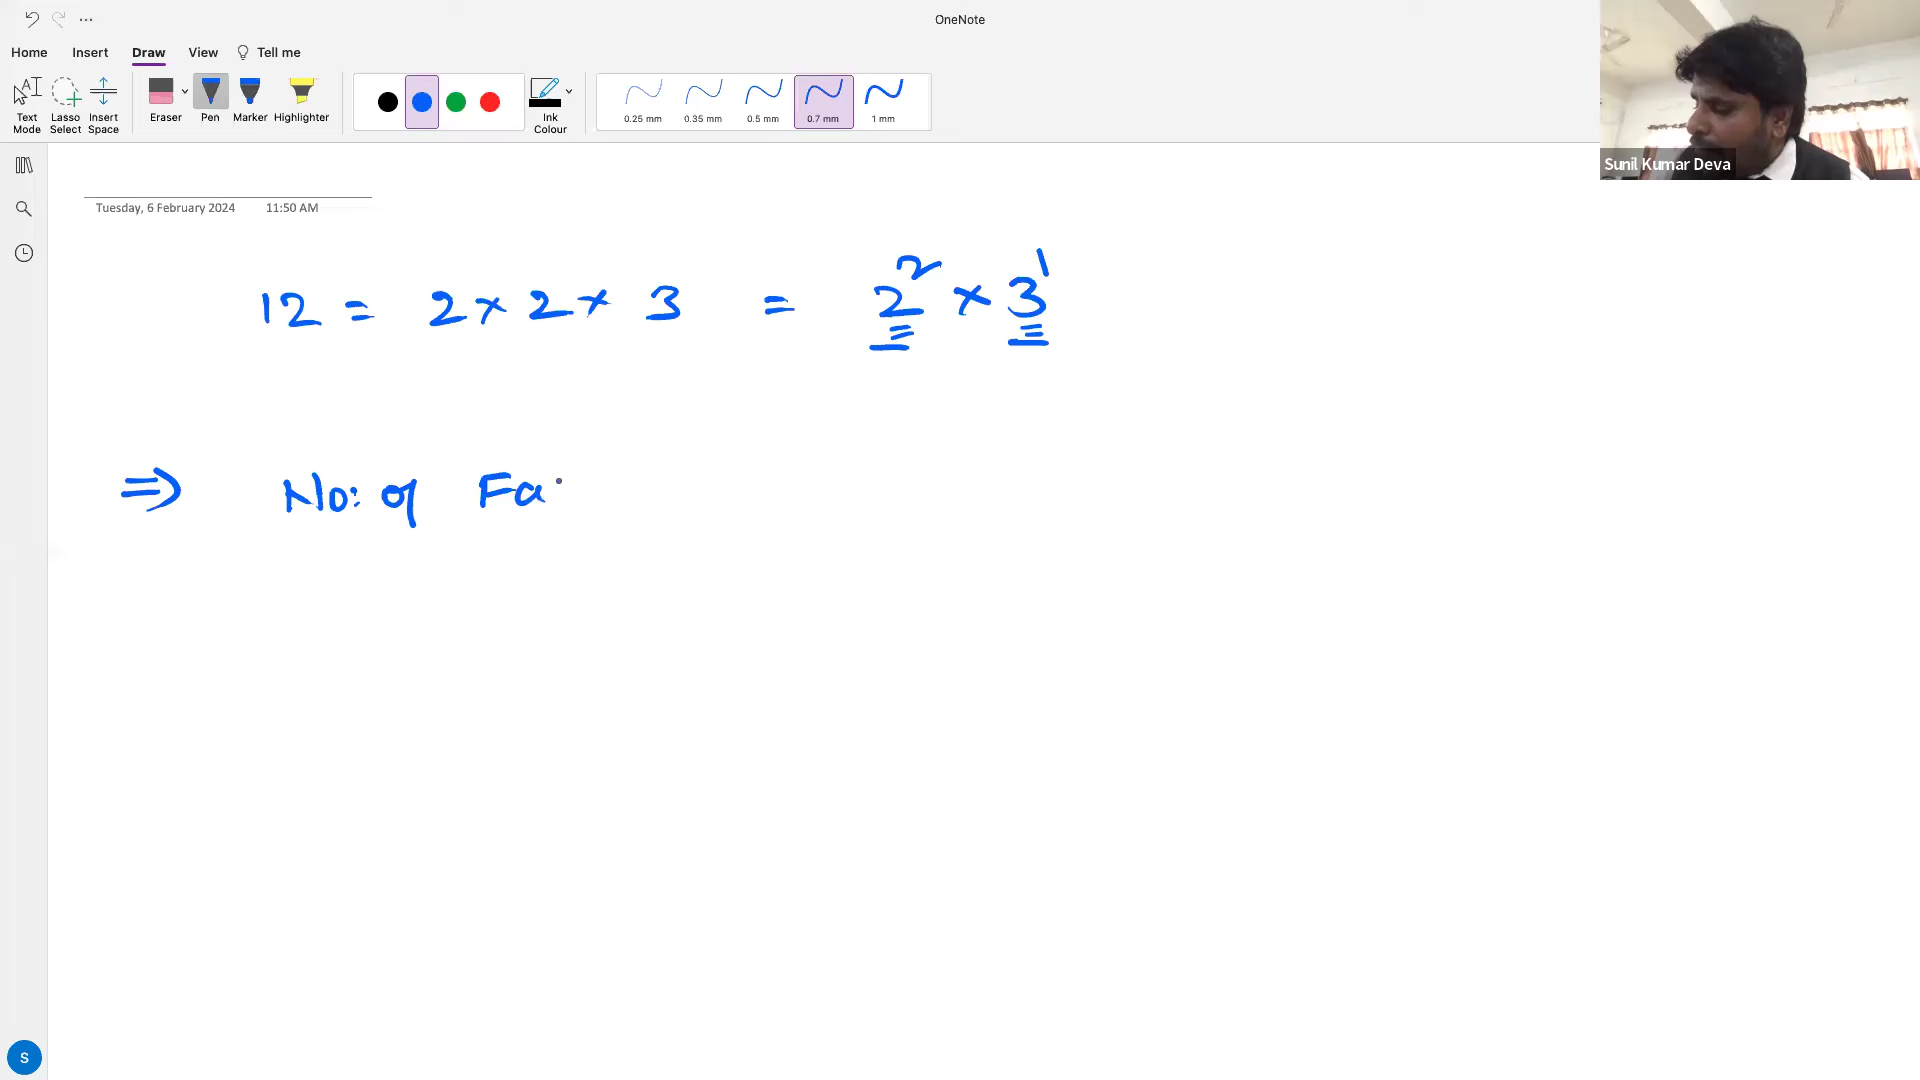 OneNote
Home Insert Draw View Tell me
Text Mode Lasso Select Insert Space Eraser Pen Marker Highlighter Ink Colour 0.25 mm 0.35 mm 0.5 mm 0.7 mm 1 mm
Sunil Kumar Deva
Tuesday, 6 February 2024 11:50 AM
12 = 2 × 2 × 3 = 2² × 3¹
⇒ No: of Fa
S